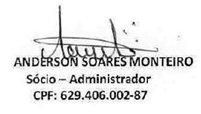 ANDERSON SOARES MONTEIRO
Sócio – Administrador
CPF: 629.406.002-87